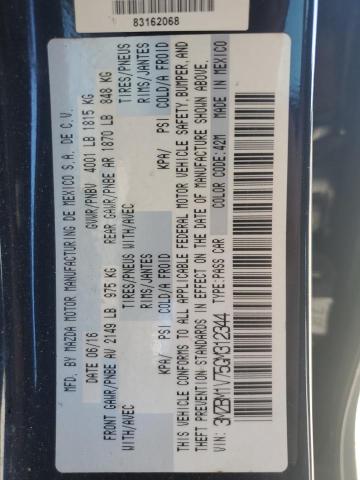 83162068
MFD. BY MAZDA MOTOR MANUFACTURING DE MEXICO S.A. DE C.V.
DATE: 06/16 GVWR/PNBV 4001 LB 1815 KG
FRONT GAWR/PNBE AV 2149 LB 975 KG REAR GAWR/PNBE AR 1870 LB 848 KG
WITH/AVEC TIRES/PNEUS WITH/AVEC TIRES/PNEUS
RIMS/JANTES RIMS/JANTES
KPA/ PSI COLD/A FROID KPA/ PSI COLD/A FROID
THIS VEHICLE CONFORMS TO ALL APPLICABLE FEDERAL MOTOR VEHICLE SAFETY, BUMPER, AND
THEFT PREVENTION STANDARDS IN EFFECT ON THE DATE OF MANUFACTURE SHOWN ABOVE.
VIN: 3MZBM1V75GM312344 TYPE:PASS CAR COLOR CODE:42M MADE IN MEXICO